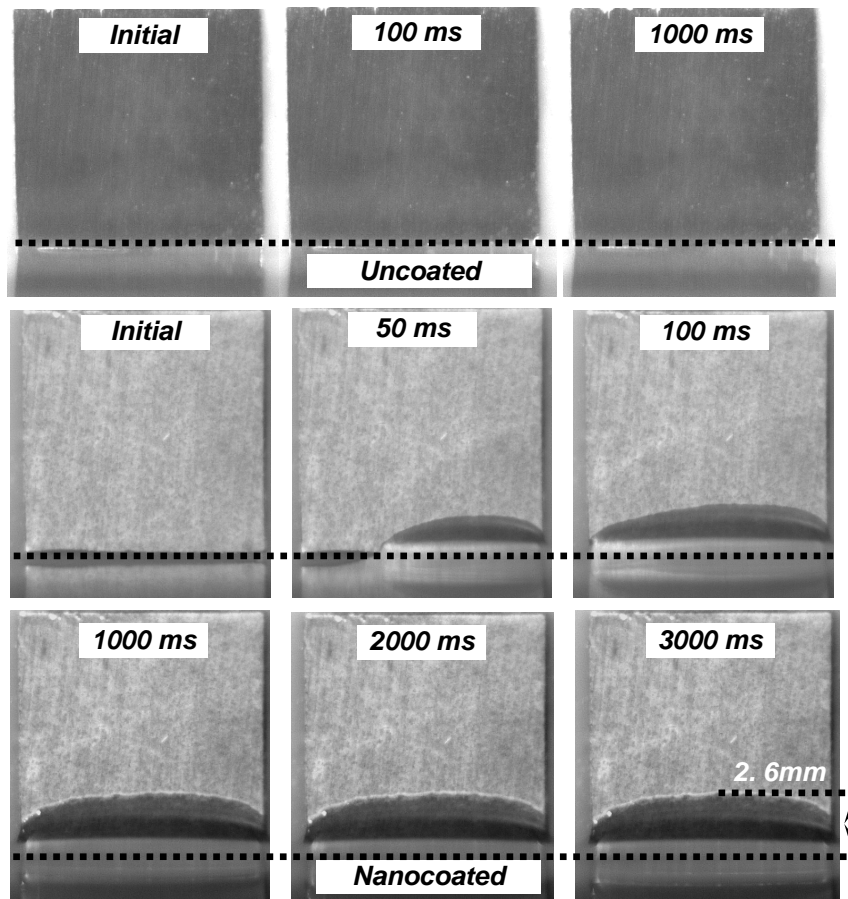 Initial
100 ms
1000 ms
Uncoated
Initial
50 ms
100 ms
1000 ms
2000 ms
3000 ms
2. 6mm
Nanocoated